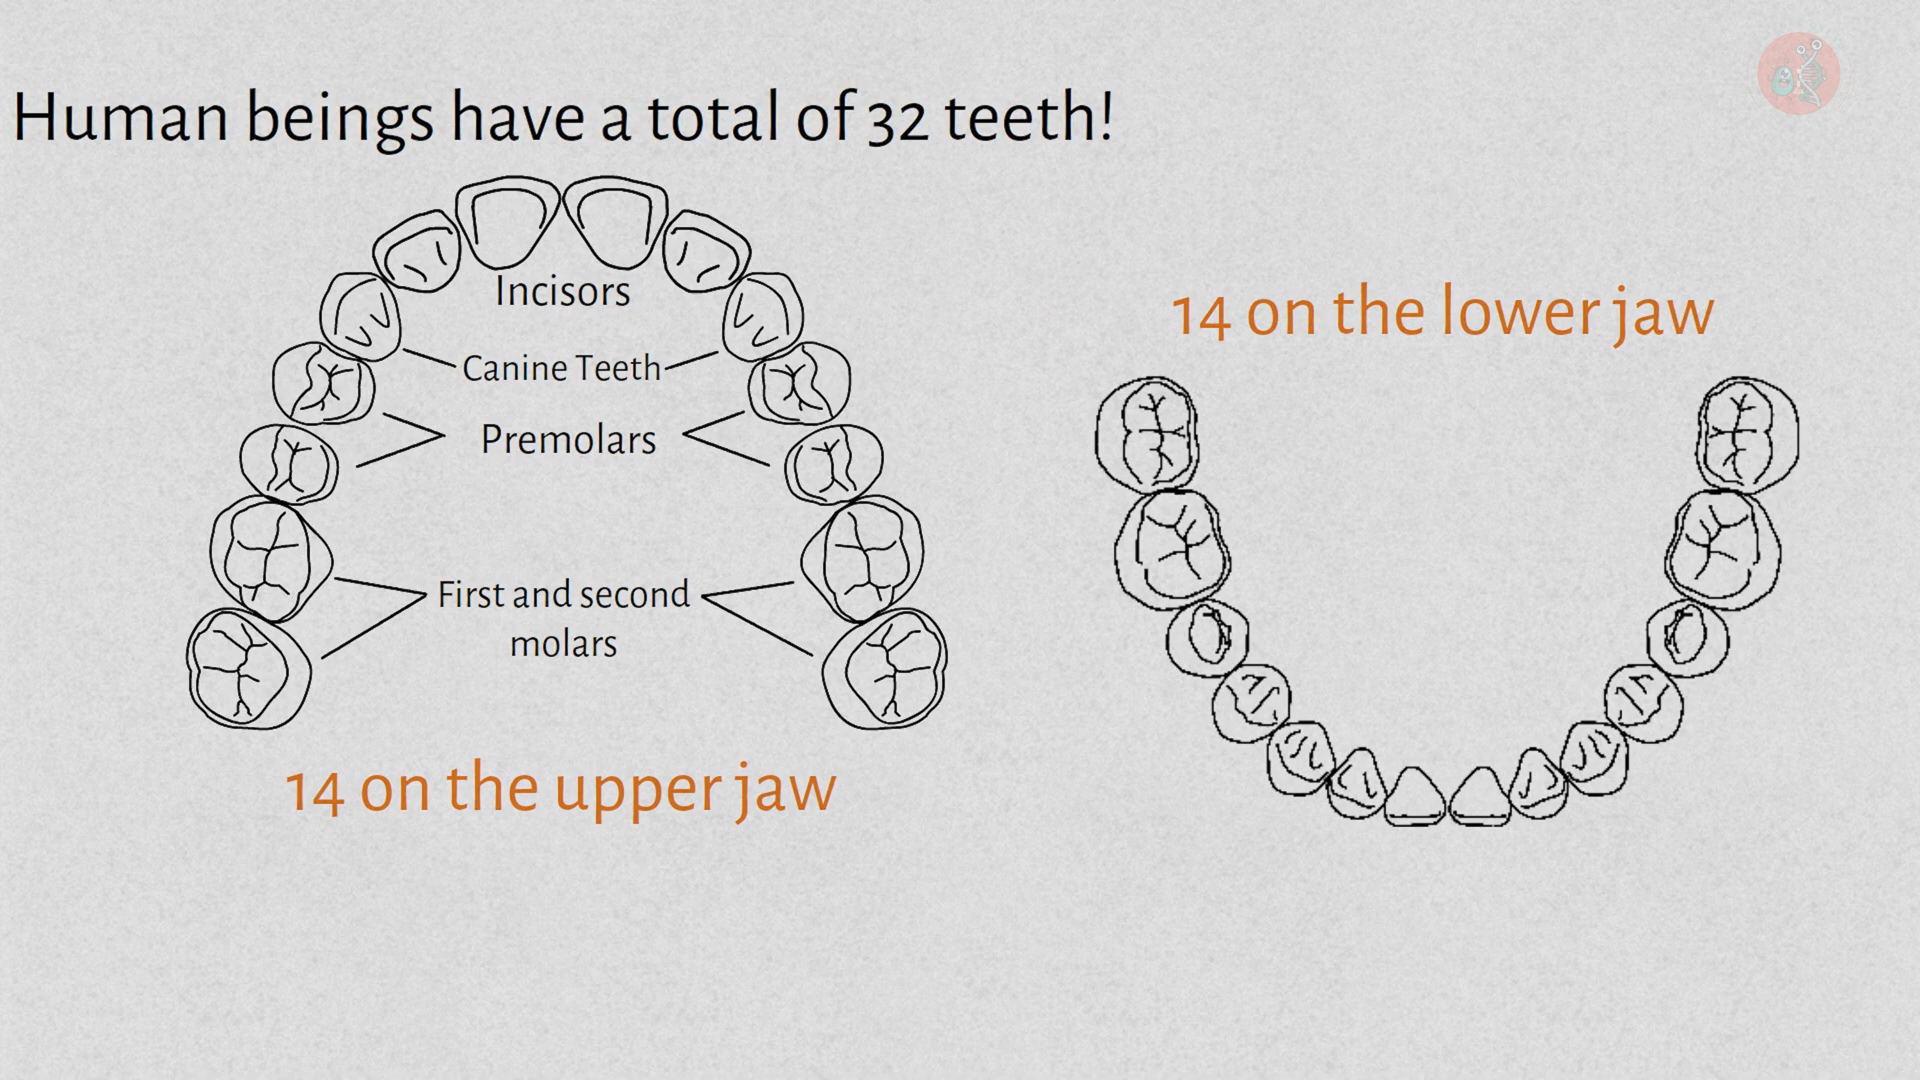 Human beings have a total of 32 teeth!
Incisors
Canine Teeth
Premolars
First and second
molars
14 on the upper jaw
14 on the lower jaw